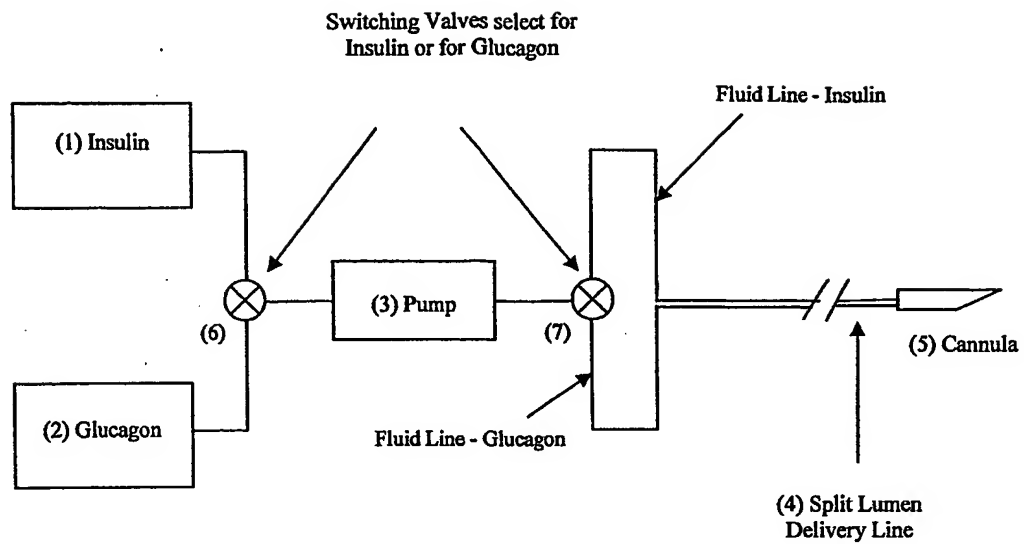 Switching Valves select for
Insulin or for Glucagon
Fluid Line - Insulin
(1) Insulin
(3) Pump
(6)
(7)
(5) Cannula
(2) Glucagon
Fluid Line - Glucagon
(4) Split Lumen
Delivery Line